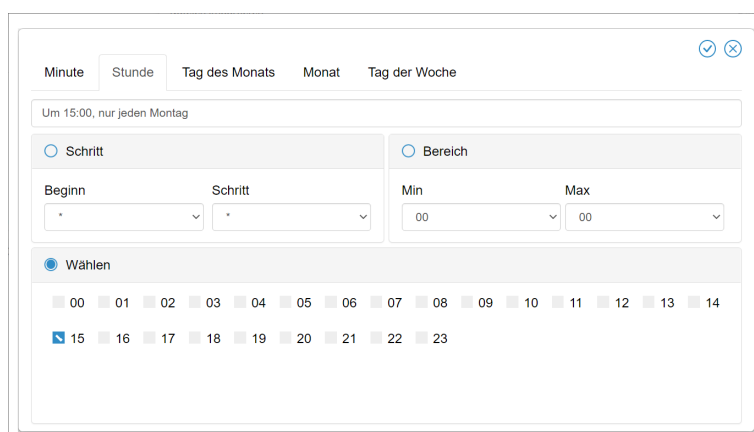 Minute Stunde Tag des Monats Monat Tag der Woche
Um 15:00, nur jeden Montag
Schritt Bereich
Beginn Schritt Min Max
* * 00 00
Wählen
00 01 02 03 04 05 06 07 08 09 10 11 12 13 14
15 16 17 18 19 20 21 22 23